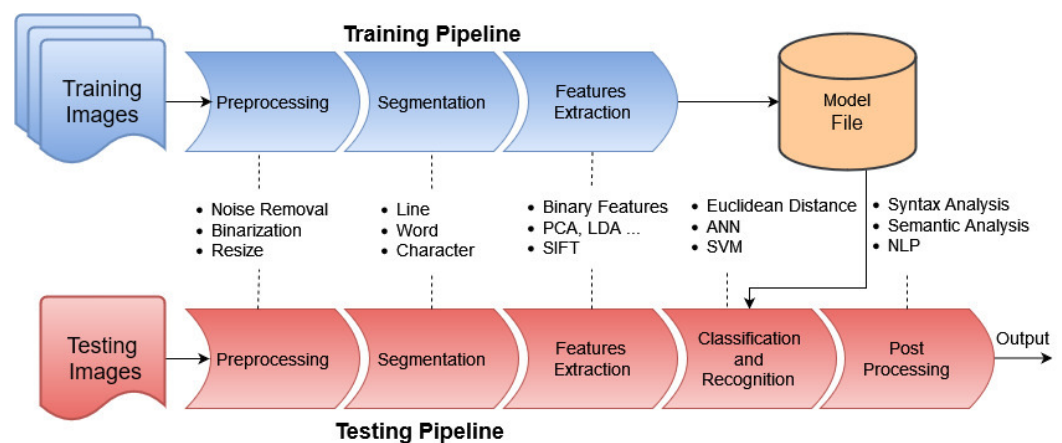 Training Pipeline
Training
Images
Preprocessing
Segmentation
Features
Extraction
Model
File
• Noise Removal
• Binarization
• Resize
• Line
• Word
• Character
• Binary Features
• PCA, LDA ...
• SIFT
• Euclidean Distance
• ANN
• SVM
• Syntax Analysis
• Semantic Analysis
• NLP
Testing
Images
Preprocessing
Segmentation
Features
Extraction
Classification
and
Recognition
Post
Processing
Output
Testing Pipeline